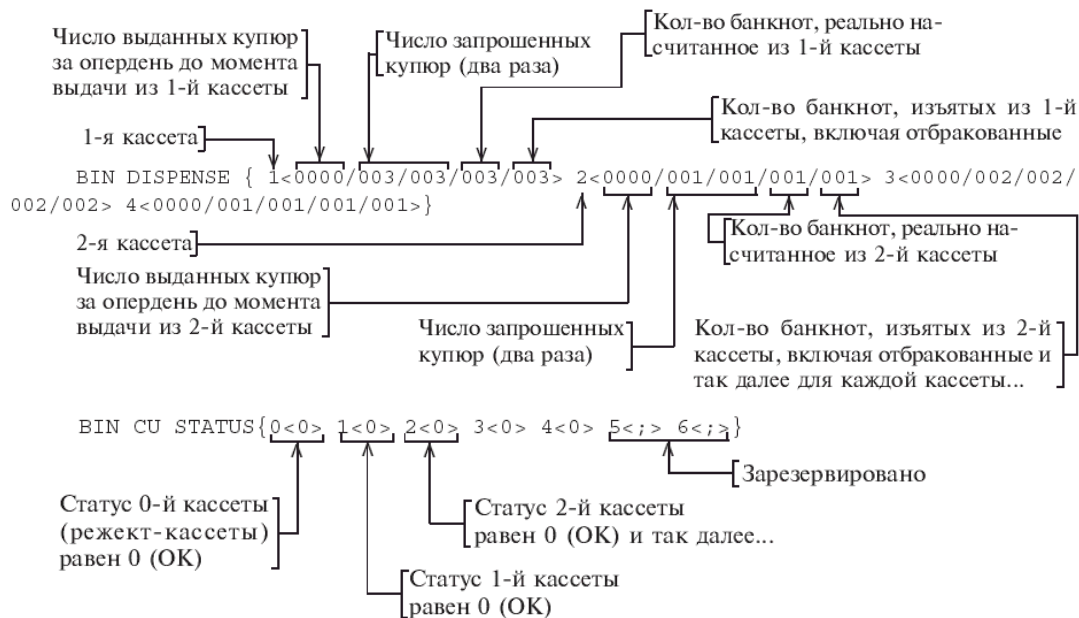 Число выданных купюр
за опердень до момента
выдачи из 1-й кассеты
Число запрошенных
купюр (два раза)
Кол-во банкнот, реально на-
считанное из 1-й кассеты
Кол-во банкнот, изъятых из 1-й
кассеты, включая отбракованные
1-я кассета
BIN DISPENSE { 1<0000/003/003/003/003> 2<0000/001/001/001/001> 3<0000/002/002/
002/002> 4<0000/001/001/001/001>}
2-я кассета
Кол-во банкнот, реально на-
считанное из 2-й кассеты
Число выданных купюр
за опердень до момента
выдачи из 2-й кассеты
Число запрошенных
купюр (два раза)
Кол-во банкнот, изъятых из 2-й
кассеты, включая отбракованные и
так далее для каждой кассеты...
BIN CU STATUS{0<0> 1<0> 2<0> 3<0> 4<0> 5<;> 6<;>}
Зарезервировано
Статус 0-й кассеты
(режект-кассеты)
равен 0 (OK)
Статус 2-й кассеты
равен 0 (OK) и так далее...
Статус 1-й кассеты
равен 0 (OK)